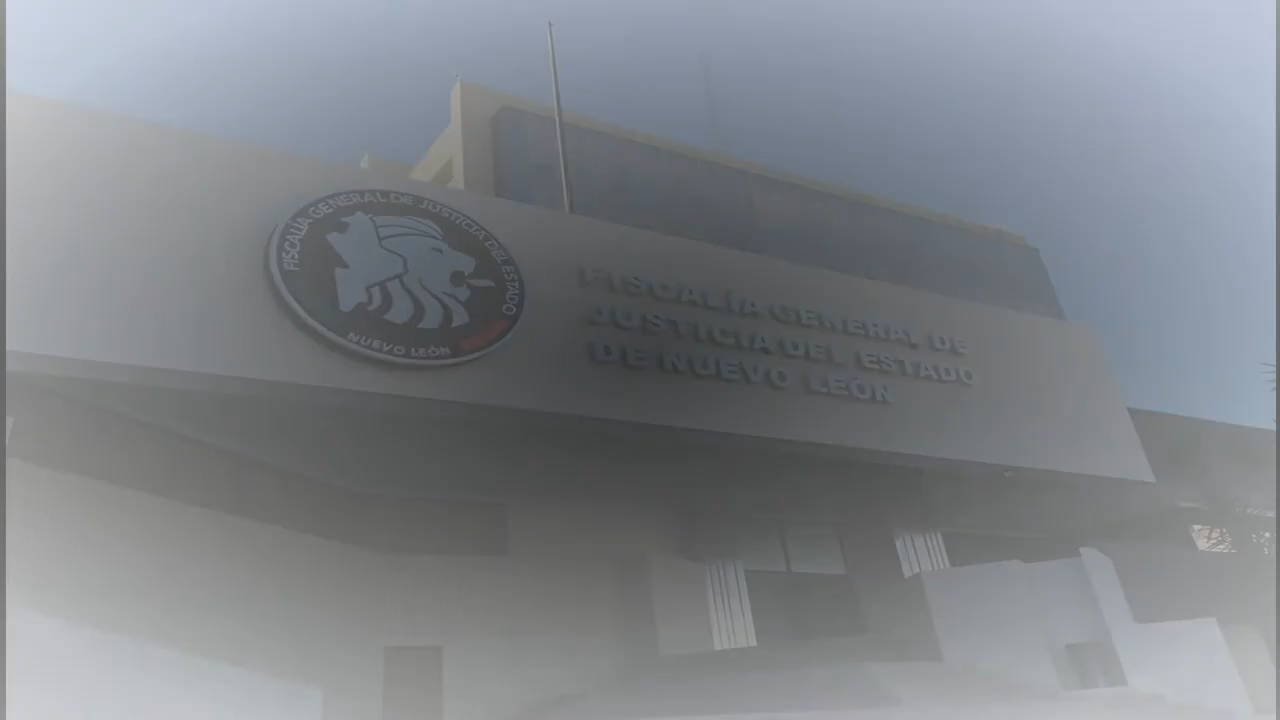 FISCALÍA GENERAL DE JUSTICIA DEL ESTADO
NUEVO LEÓN
FISCALÍA GENERAL DE
JUSTICIA DEL ESTADO
DE NUEVO LEÓN